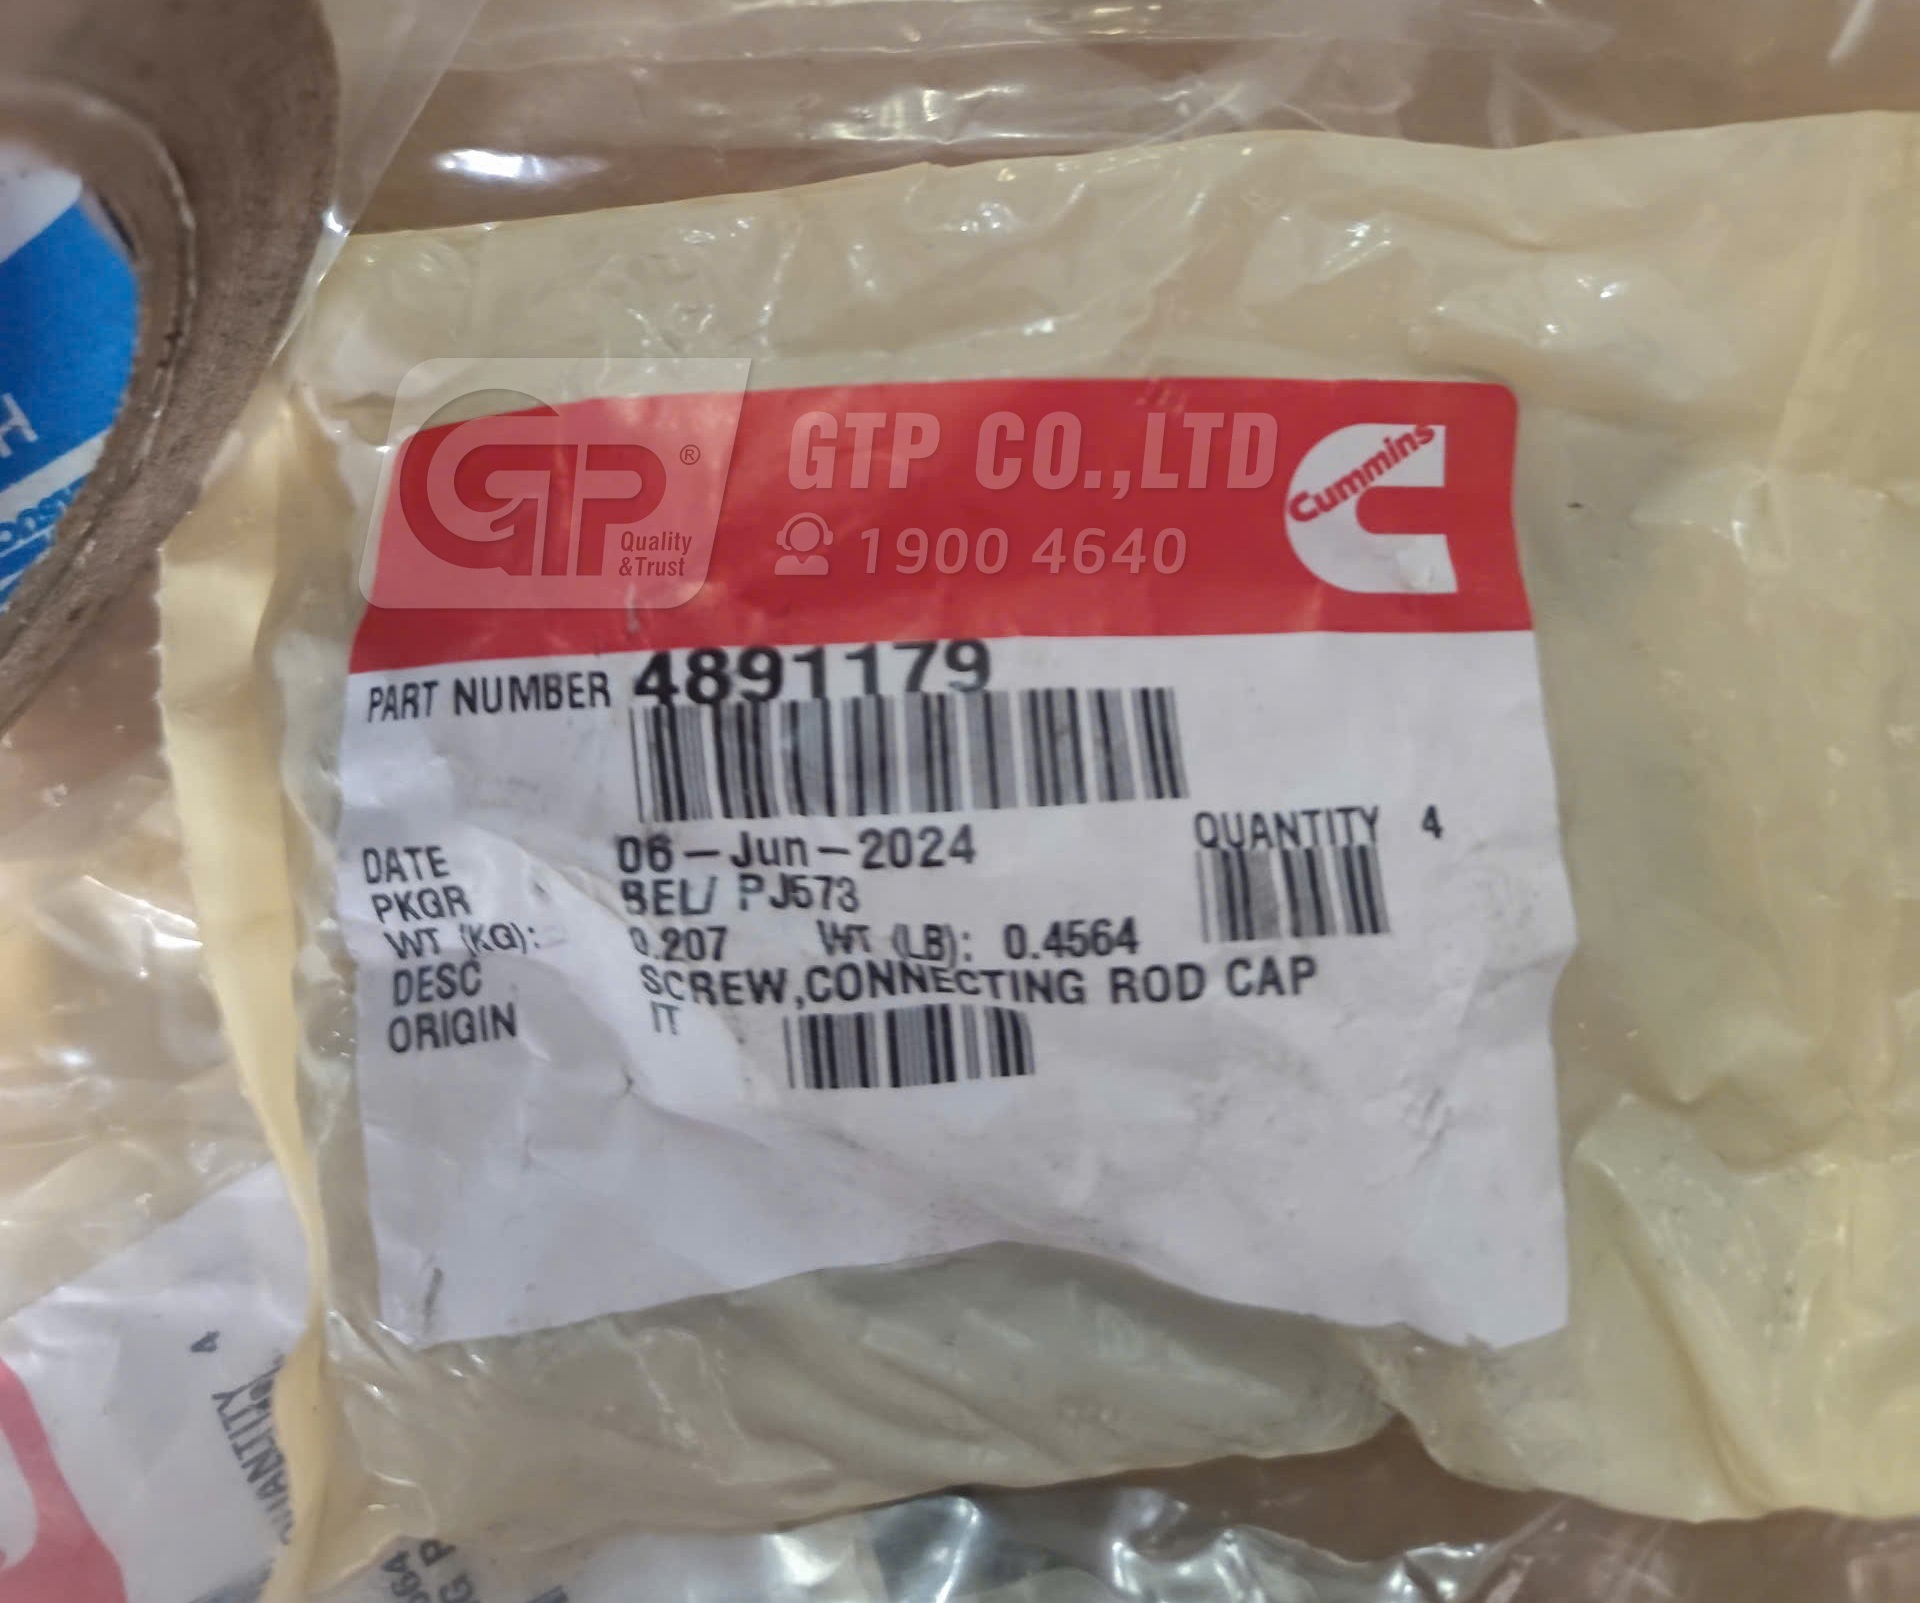 GTP ®
Quality
&Trust
GTP CO.,LTD
1900 4640
Cummins
PART NUMBER 4891179
QUANTITY 4
DATE 06-Jun-2024
PKGR BEL/ PJ573
WT (KG): 0.207 WT (LB): 0.4564
DESC SCREW,CONNECTING ROD CAP
ORIGIN IT
H
QUANTITY 4